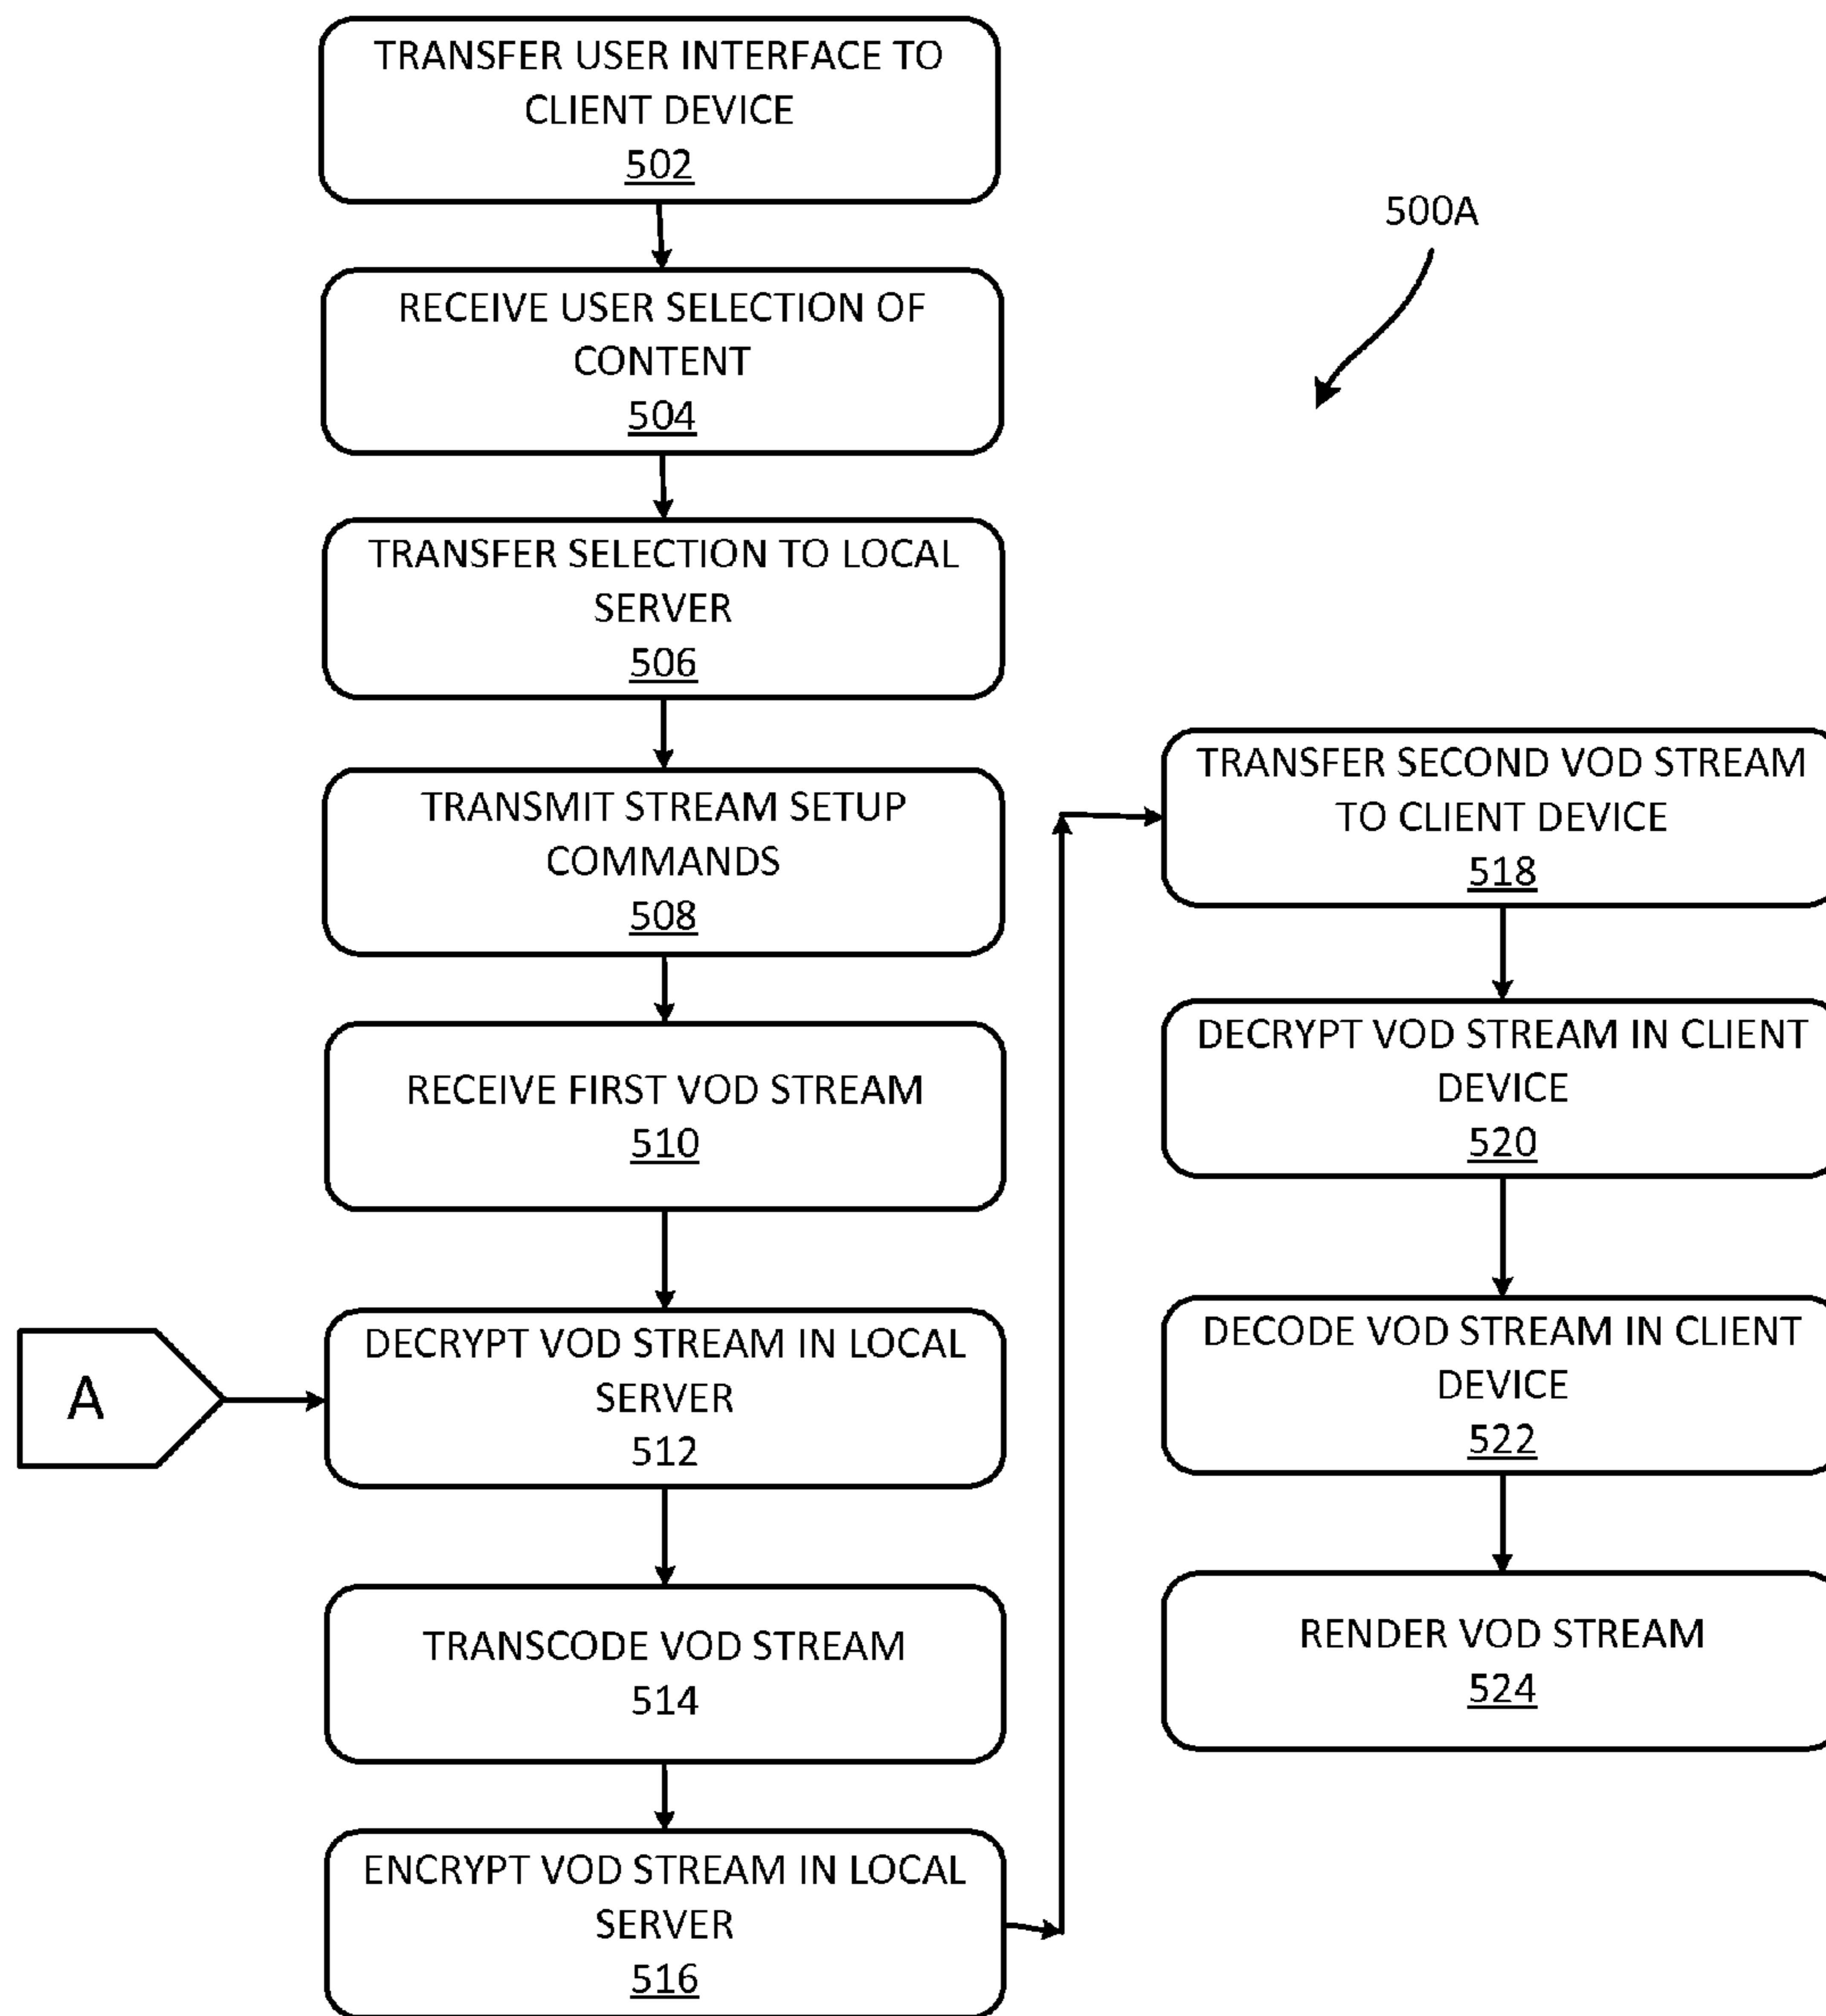 TRANSFER USER INTERFACE TO
CLIENT DEVICE
502
500A
RECEIVE USER SELECTION OF
CONTENT
504
TRANSFER SELECTION TO LOCAL
SERVER
506
TRANSMIT STREAM SETUP
COMMANDS
508
RECEIVE FIRST VOD STREAM
510
A
DECRYPT VOD STREAM IN LOCAL
SERVER
512
TRANSCODE VOD STREAM
514
ENCRYPT VOD STREAM IN LOCAL
SERVER
516
TRANSFER SECOND VOD STREAM
TO CLIENT DEVICE
518
DECRYPT VOD STREAM IN CLIENT
DEVICE
520
DECODE VOD STREAM IN CLIENT
DEVICE
522
RENDER VOD STREAM
524